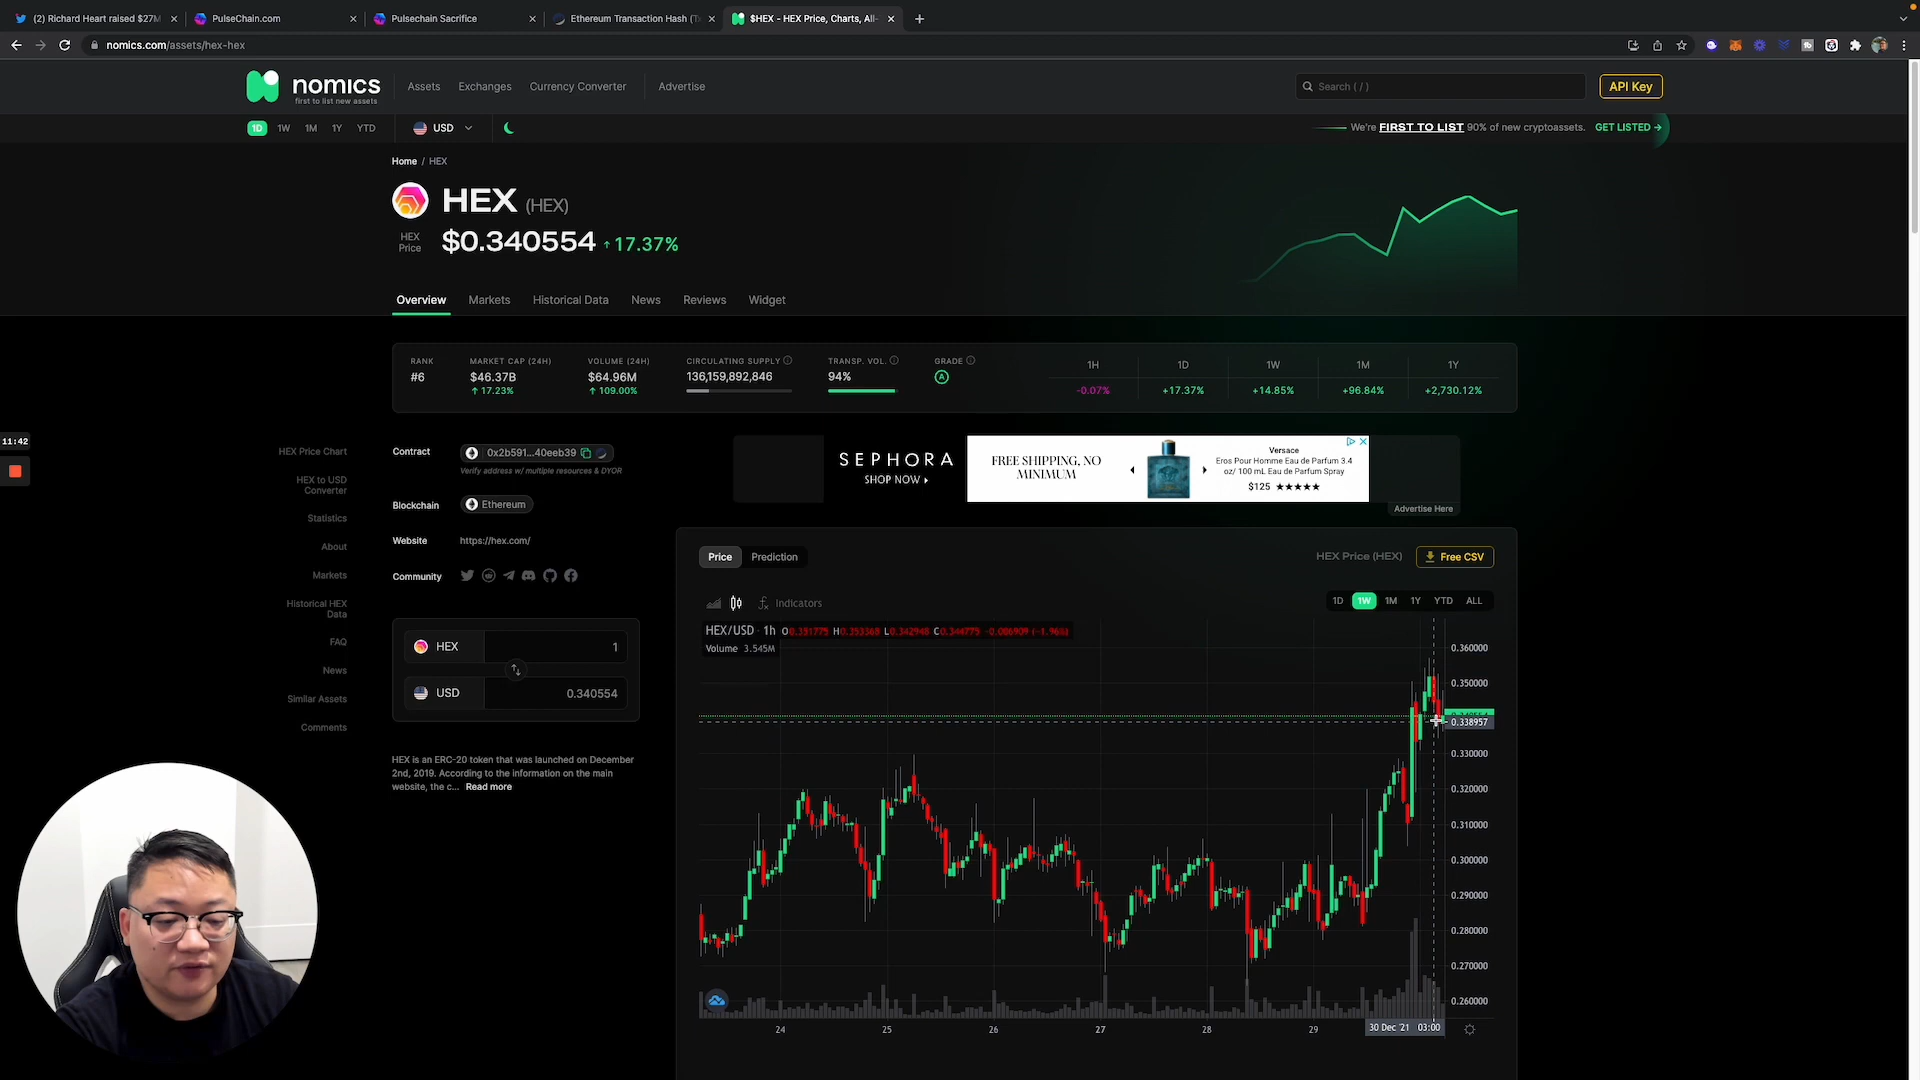 (2) Richard Heart raised $27M
PulseChain.com
Pulsechain Sacrifice
Ethereum Transaction Hash (Tx
$HEX - HEX Price, Charts, All-
nomics.com/assets/hex-hex
nomics
first to list new assets
Assets
Exchanges
Currency Converter
Advertise
Search ( / )
API Key
1D
1W
1M
1Y
YTD
USD
We're FIRST TO LIST 90% of new cryptoassets.
GET LISTED →
Home / HEX
HEX (HEX)
HEX Price
$0.340554 ↑ 17.37%
Overview
Markets
Historical Data
News
Reviews
Widget
RANK
#6
MARKET CAP (24H)
$46.37B
↑ 17.23%
VOLUME (24H)
$64.96M
↑ 109.00%
CIRCULATING SUPPLY
136,159,892,846
TRANSP. VOL.
94%
GRADE
A
1H
-0.07%
1D
+17.37%
1W
+14.85%
1M
+96.84%
1Y
+2,730.12%
11:42
HEX Price Chart
HEX to USD
Converter
Statistics
About
Markets
Historical HEX
Data
FAQ
News
Similar Assets
Comments
Contract
0x2b591...40eeb39
Verify address w/ multiple resources & DYOR
Blockchain
Ethereum
Website
https://hex.com/
Community
HEX
1
USD
0.340554
HEX is an ERC-20 token that was launched on December
2nd, 2019. According to the information on the main
website, the c... Read more
SEPHORA
SHOP NOW
FREE SHIPPING, NO
MINIMUM
Versace
Eros Pour Homme Eau de Parfum 3.4
oz/ 100 mL Eau de Parfum Spray
$125 ★★★★★
Advertise Here
Price
Prediction
HEX Price (HEX)
Free CSV
Indicators
1D
1W
1M
1Y
YTD
ALL
HEX/USD · 1h O0.351775 H0.353368 L0.342948 C0.344775 -0.006909 (-1.96%)
Volume 3.545M
0.360000
0.350000
0.338957
0.330000
0.320000
0.310000
0.300000
0.290000
0.280000
0.270000
0.260000
24
25
26
27
28
29
30 Dec '21 03:00